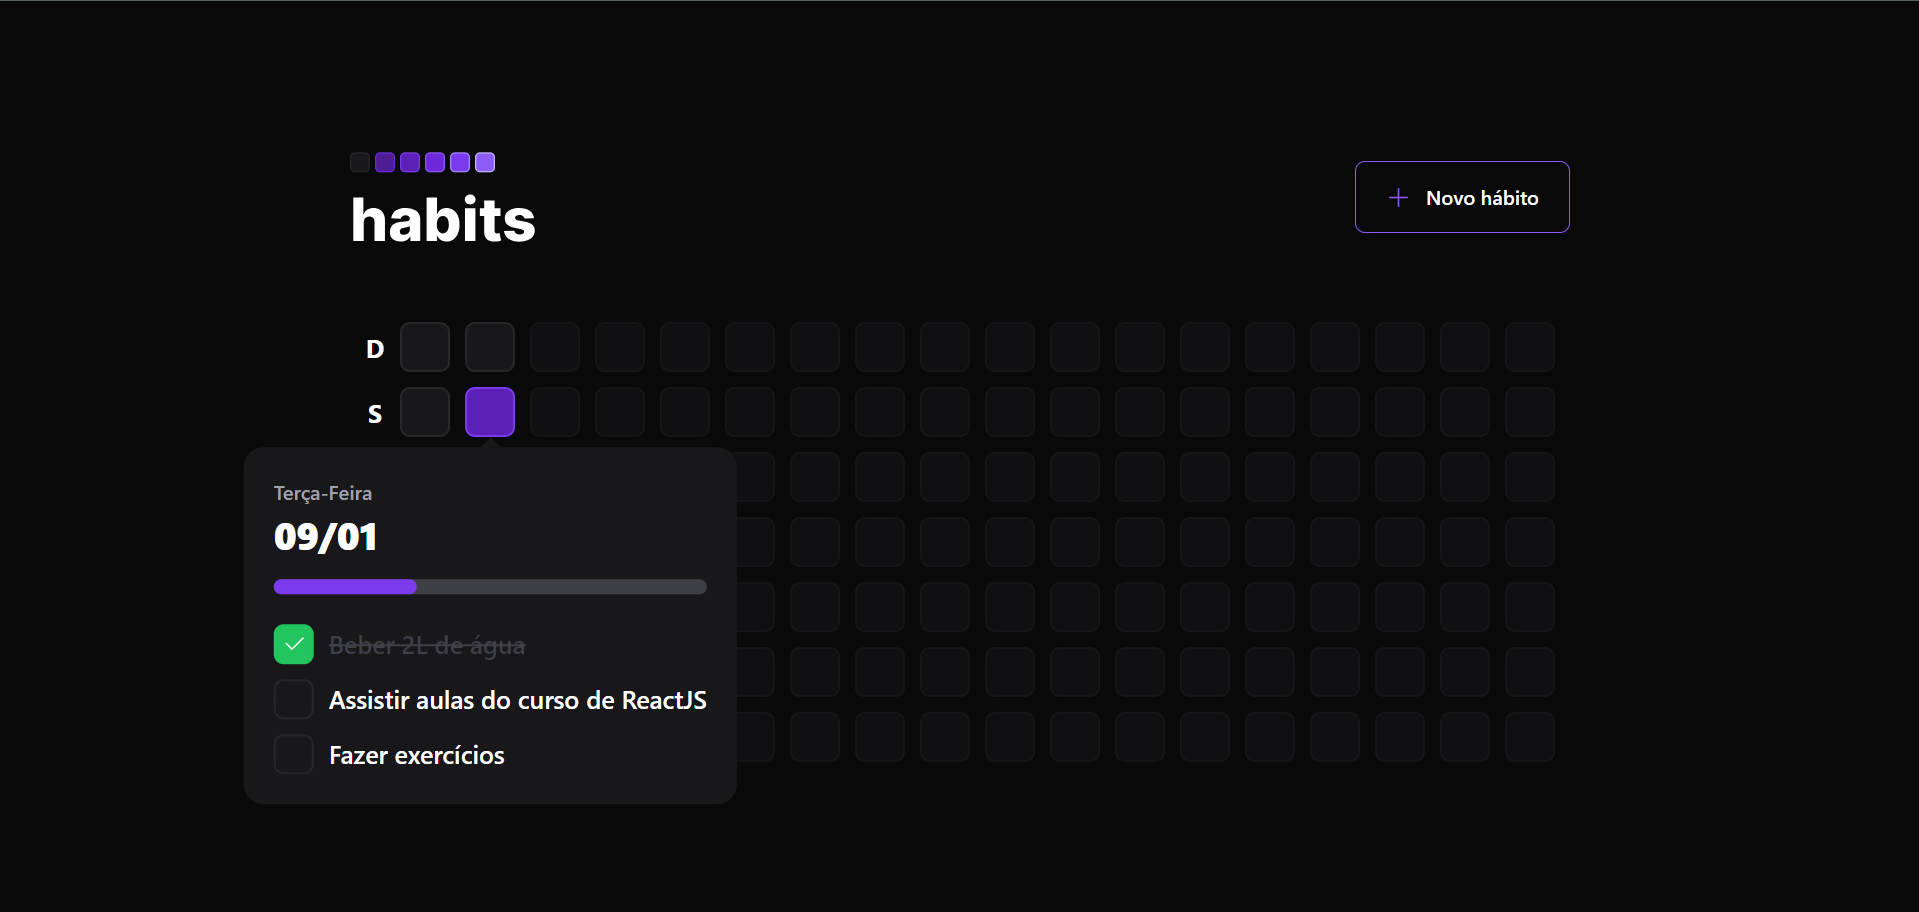 habits
Novo hábito
D
S
Terça-Feira
09/01
Beber 2L de água
Assistir aulas do curso de ReactJS
Fazer exercícios